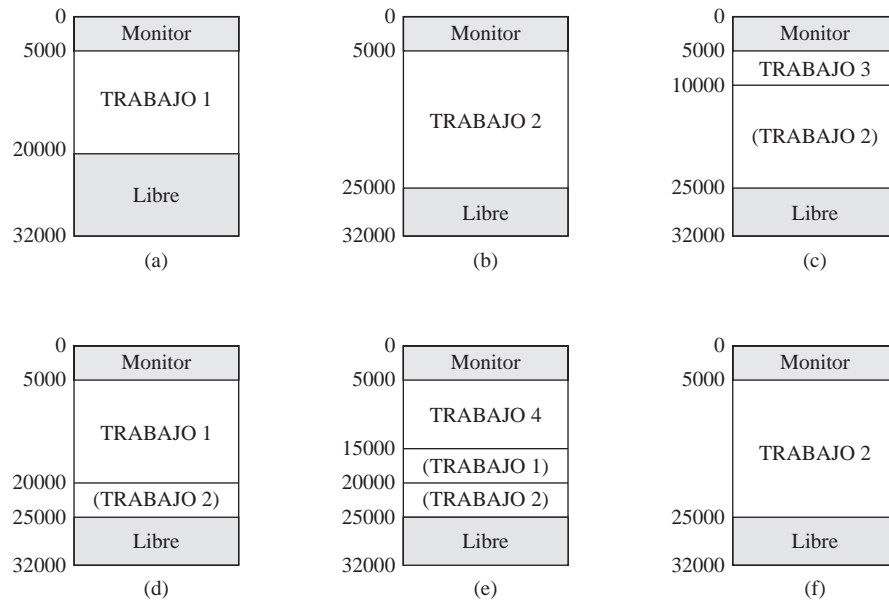 0
Monitor
5000
TRABAJO 1
20000
Libre
32000
(a)
0
Monitor
5000
TRABAJO 2
25000
Libre
32000
(b)
0
Monitor
5000
TRABAJO 3
10000
(TRABAJO 2)
25000
Libre
32000
(c)
0
Monitor
5000
TRABAJO 1
20000
(TRABAJO 2)
25000
Libre
32000
(d)
0
Monitor
5000
TRABAJO 4
15000
(TRABAJO 1)
20000
(TRABAJO 2)
25000
Libre
32000
(e)
0
Monitor
5000
TRABAJO 2
25000
Libre
32000
(f)